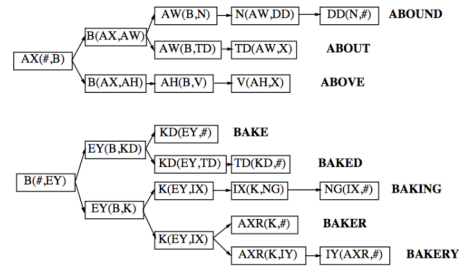 AW(B,N) N(AW,DD) DD(N,#) ABOUND
B(AX,AW)
AW(B,TD) TD(AW,X) ABOUT
AX(#,B)
B(AX,AH) AH(B,V) V(AH,X) ABOVE
KD(EY,#) BAKE
EY(B,KD)
KD(EY,TD) TD(KD,#) BAKED
B(#,EY)
K(EY,IX) IX(K,NG) NG(IX,#) BAKING
EY(B,K)
AXR(K,#) BAKER
K(EY,IX)
AXR(K,IY) IY(AXR,#) BAKERY